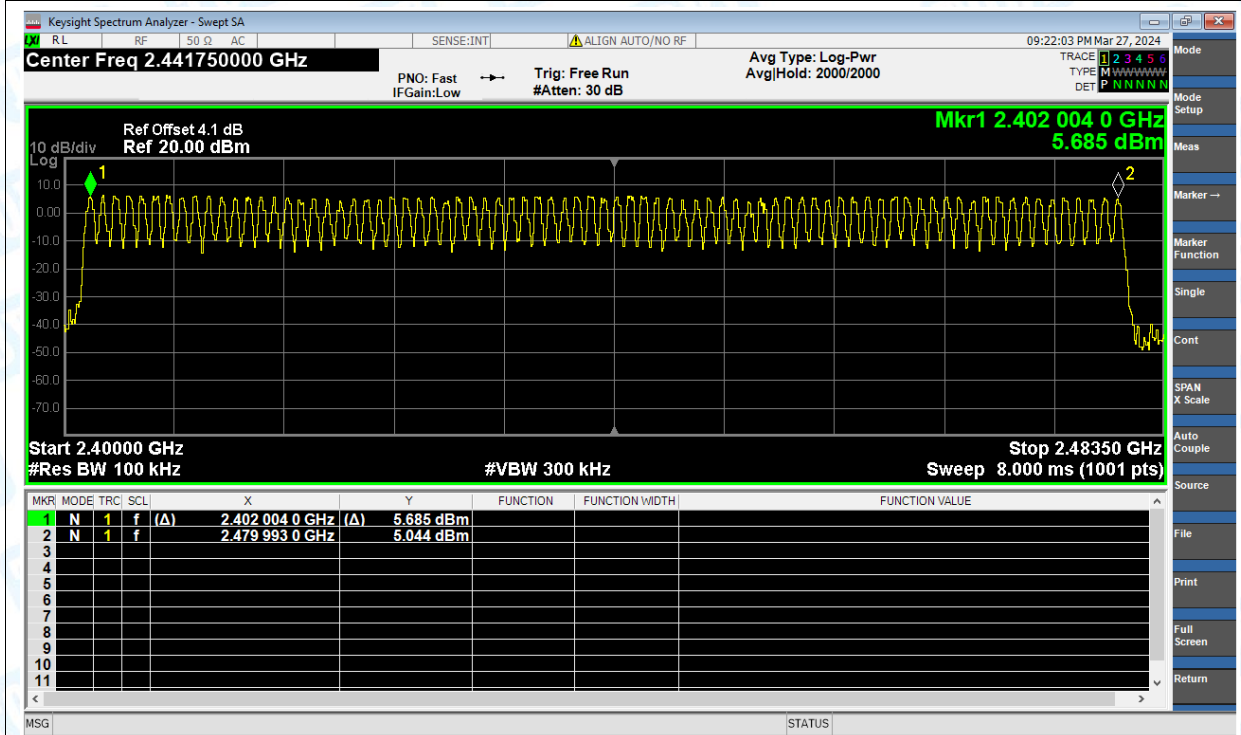 Keysight Spectrum Analyzer - Swept SA
LXI RL RF 50 Ω AC SENSE:INT ALIGN AUTO/NO RF 09:22:03 PM Mar 27, 2024
Center Freq 2.441750000 GHz
PNO: Fast
IFGain:Low
Trig: Free Run
#Atten: 30 dB
Avg Type: Log-Pwr
Avg|Hold: 2000/2000
TRACE 1 2 3 4 5 6
TYPE M WWWWW
DET P N N N N N
Ref Offset 4.1 dB
10 dB/div Ref 20.00 dBm
Log
Mkr1 2.402 004 0 GHz
5.685 dBm
1
2
10.0
0.00
-10.0
-20.0
-30.0
-40.0
-50.0
-60.0
-70.0
Start 2.40000 GHz Stop 2.48350 GHz
#Res BW 100 kHz #VBW 300 kHz Sweep 8.000 ms (1001 pts)
MKR MODE TRC SCL X Y FUNCTION FUNCTION WIDTH FUNCTION VALUE
1 N 1 f (Δ) 2.402 004 0 GHz (Δ) 5.685 dBm
2 N 1 f 2.479 993 0 GHz 5.044 dBm
3
4
5
6
7
8
9
10
11
MSG STATUS
Mode
Mode
Setup
Meas
Marker →
Marker
Function
Single
Cont
SPAN
X Scale
Auto
Couple
Source
File
Print
Full
Screen
Return